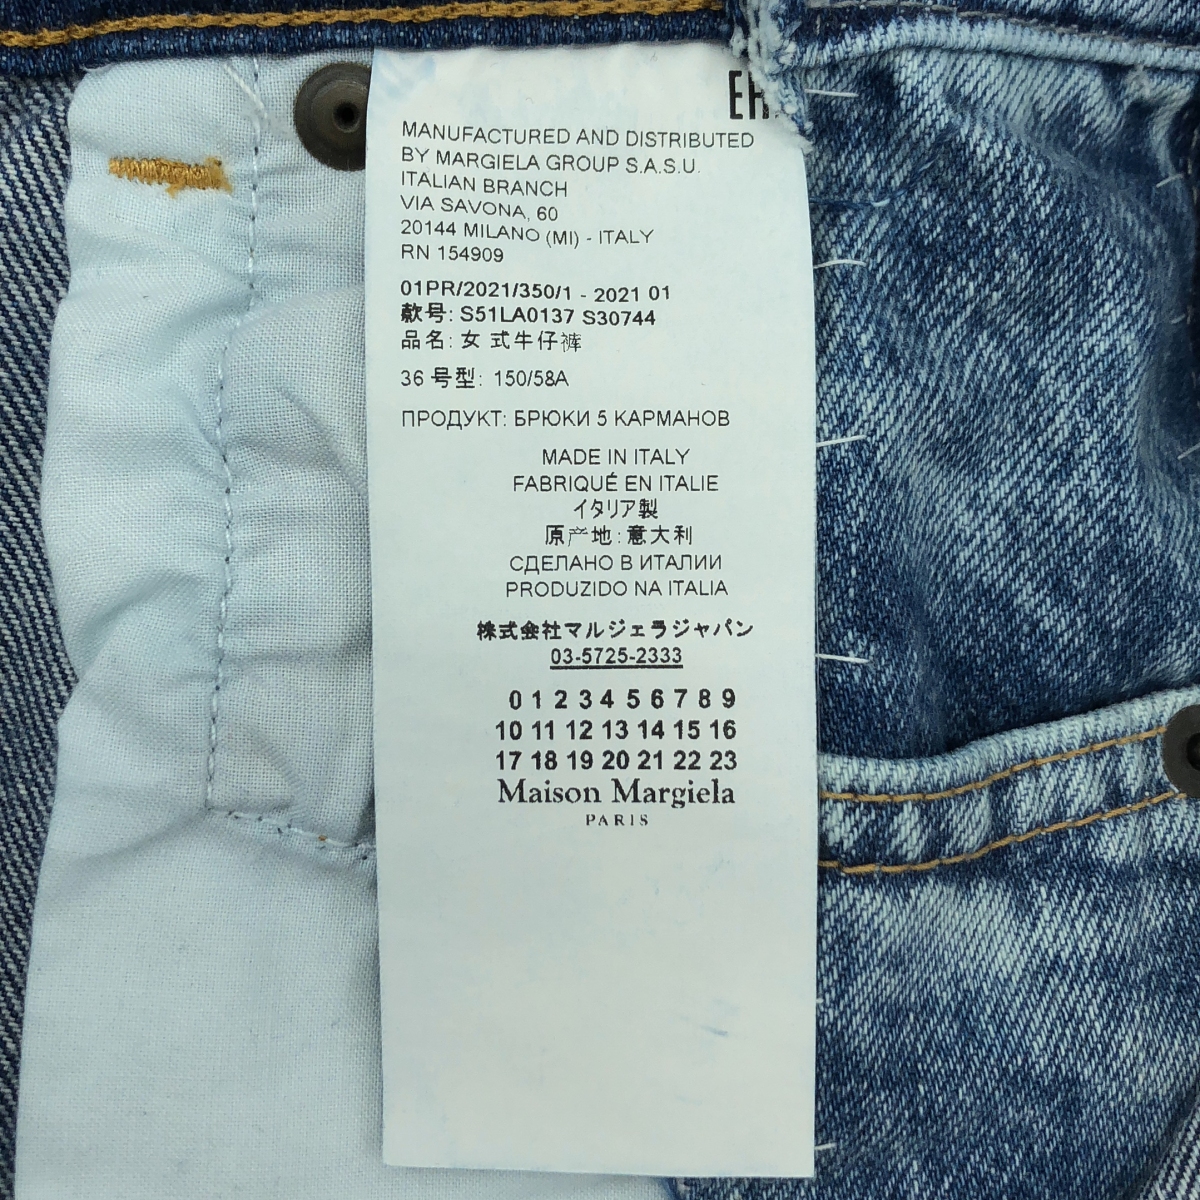 MANUFACTURED AND DISTRIBUTED
BY MARGIELA GROUP S.A.S.U.
ITALIAN BRANCH
VIA SAVONA, 60
20144 MILANO (MI) - ITALY
RN 154909
01PR/2021/350/1 - 2021 01
款号: S51LA0137 S30744
品名: 女 式牛仔裤
36 号型: 150/58A
ПРОДУКТ: БРЮКИ 5 КАРМАНОВ
MADE IN ITALY
FABRIQUÉ EN ITALIE
イタリア製
原产地: 意大利
СДЕЛАНО В ИТАЛИИ
PRODUZIDO NA ITALIA
株式会社マルジェラジャパン
03-5725-2333
0 1 2 3 4 5 6 7 8 9
10 11 12 13 14 15 16
17 18 19 20 21 22 23
Maison Margiela
PARIS